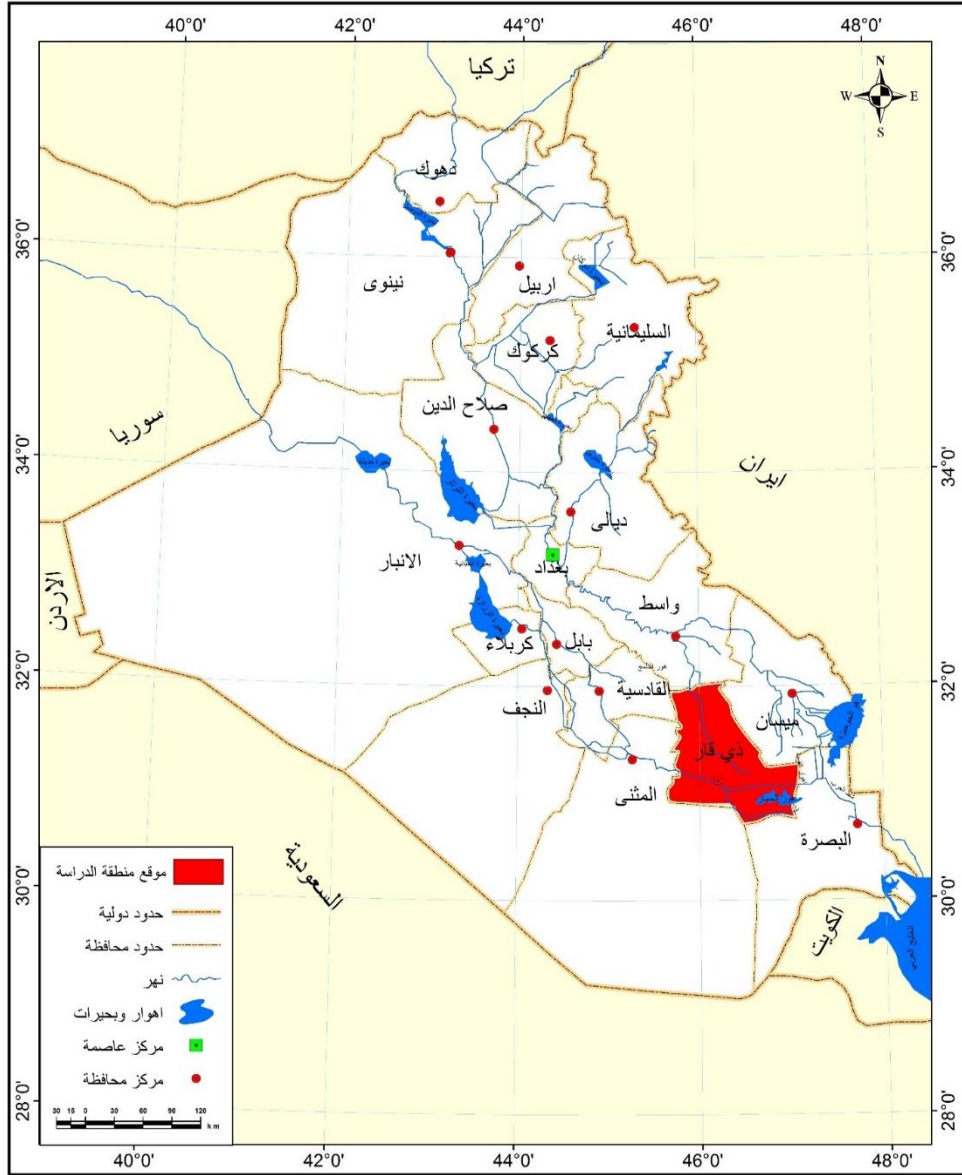 40°0'
42°0'
44°0'
46°0'
48°0'
تركيا
N
W
E
S
دهوك
36°0'
36°0'
نينوى
اربيل
السليمانية
كركوك
صلاح الدين
سوريا
34°0'
34°0'
ايران
ديالى
الانبار
بغداد
واسط
الاردن
كربلاء
بابل
32°0'
32°0'
القادسية
النجف
ميسان
ذي قار
المثنى
البصرة
السعودية
30°0'
30°0'
الكويت
الخليج العربي
موقع منطقة الدراسة
حدود دولية
حدود محافظة
نهر
اهوار وبحيرات
مركز عاصمة
مركز محافظة
30 15 0 30 60 90 120
km
28°0'
28°0'
40°0'
42°0'
44°0'
46°0'
48°0'